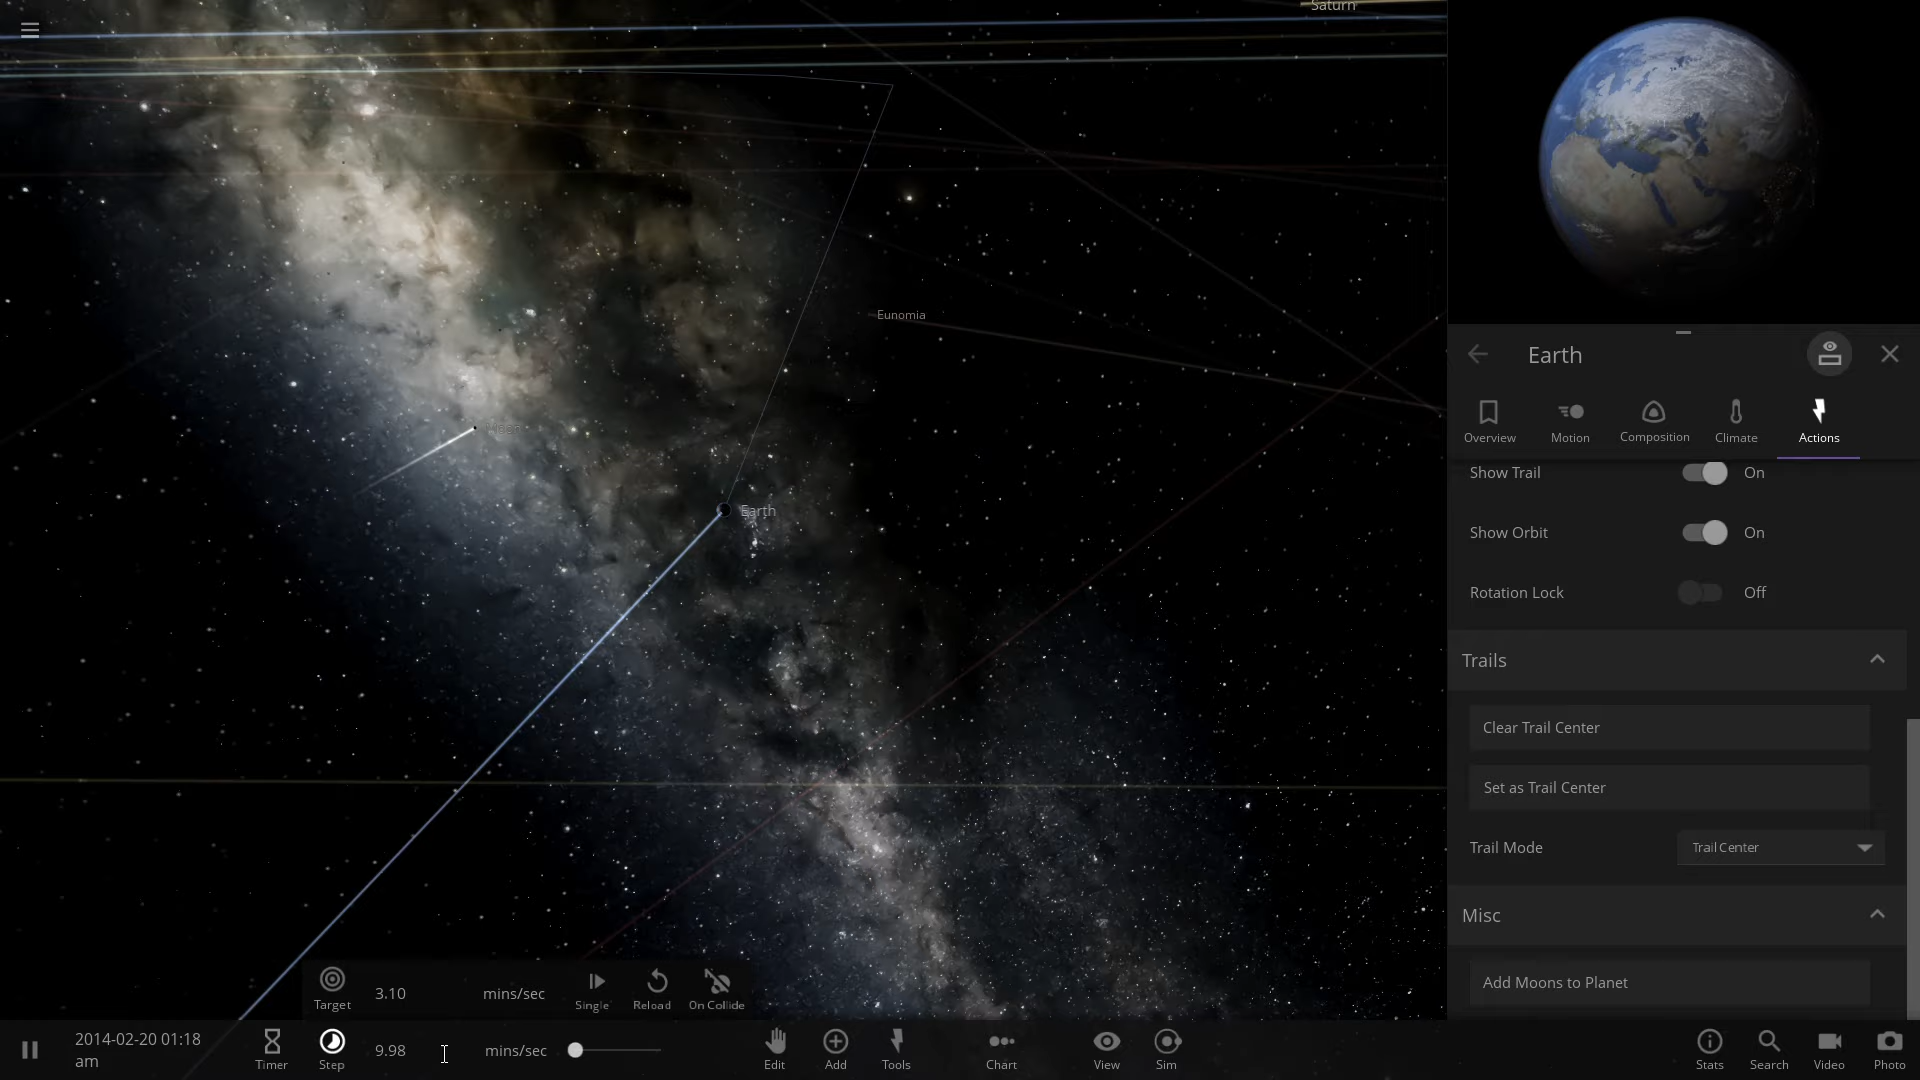 Saturn
Eunomia
Moon
Earth
Earth
Overview
Motion
Composition
Climate
Actions
Show Trail
On
Show Orbit
On
Rotation Lock
Off
Trails
Clear Trail Center
Set as Trail Center
Trail Mode
Trail Center
Misc
Add Moons to Planet
Target
3.10
mins/sec
Single
Reload
On Collide
2014-02-20 01:18
am
Timer
Step
9.98
mins/sec
Edit
Add
Tools
Chart
View
Sim
Stats
Search
Video
Photo